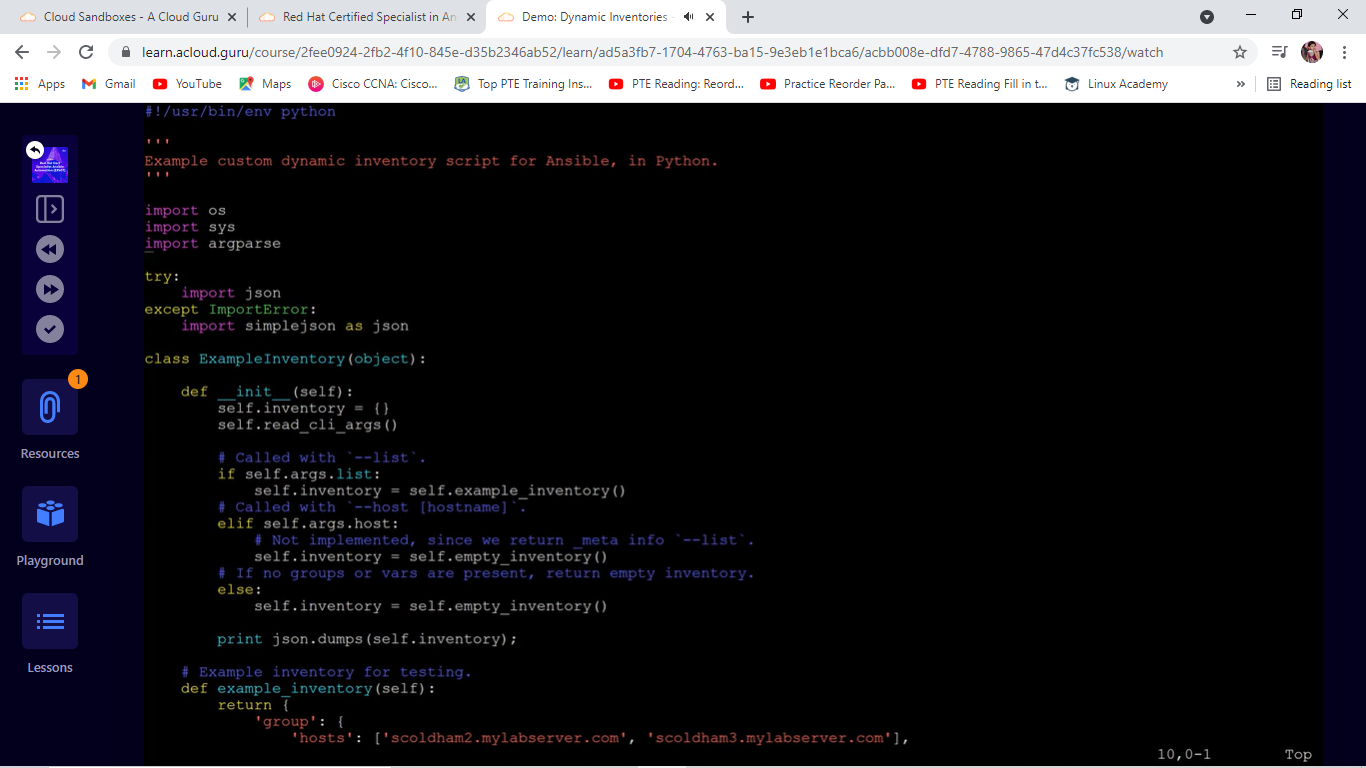 Cloud Sandboxes - A Cloud Guru
Red Hat Certified Specialist in An
Demo: Dynamic Inventories -
learn.acloud.guru/course/2fee0924-2fb2-4f10-845e-d35b2346ab52/learn/ad5a3fb7-1704-4763-ba15-9e3eb1e1bca6/acbb008e-dfd7-4788-9865-47d4c37fc538/watch
Apps
Gmail
YouTube
Maps
Cisco CCNA: Cisco...
Top PTE Training Ins...
PTE Reading: Reord...
Practice Reorder Pa...
PTE Reading Fill in t...
Linux Academy
»
Reading list
1
Resources
Playground
Lessons
#!/usr/bin/env python
'''
Example custom dynamic inventory script for Ansible, in Python.
'''
import os
import sys
import argparse
try:
    import json
except ImportError:
    import simplejson as json
class ExampleInventory(object):
    def __init__(self):
        self.inventory = {}
        self.read_cli_args()
        # Called with `--list`.
        if self.args.list:
            self.inventory = self.example_inventory()
        # Called with `--host [hostname]`.
        elif self.args.host:
            # Not implemented, since we return _meta info `--list`.
            self.inventory = self.empty_inventory()
        # If no groups or vars are present, return empty inventory.
        else:
            self.inventory = self.empty_inventory()
        print json.dumps(self.inventory);
    # Example inventory for testing.
    def example_inventory(self):
        return {
            'group': {
                'hosts': ['scoldham2.mylabserver.com', 'scoldham3.mylabserver.com'],
10,0-1
Top